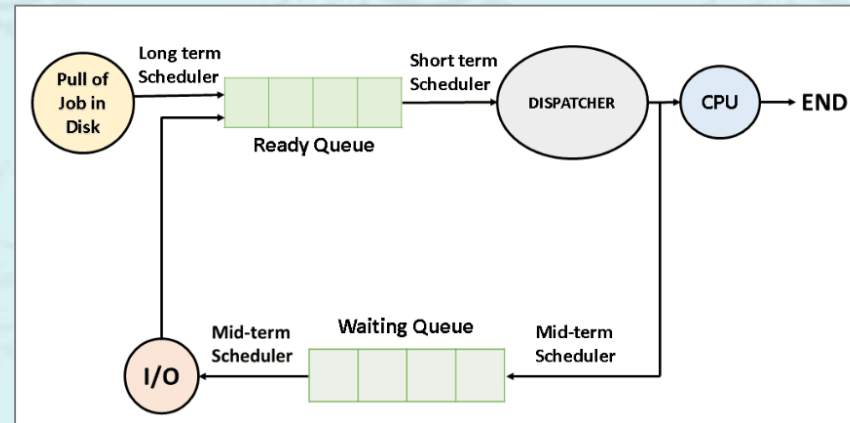 Pull of
Job in
Disk
Long term
Scheduler
Ready Queue
Short term
Scheduler
DISPATCHER
CPU
END
I/O
Mid-term
Scheduler
Waiting Queue
Mid-term
Scheduler